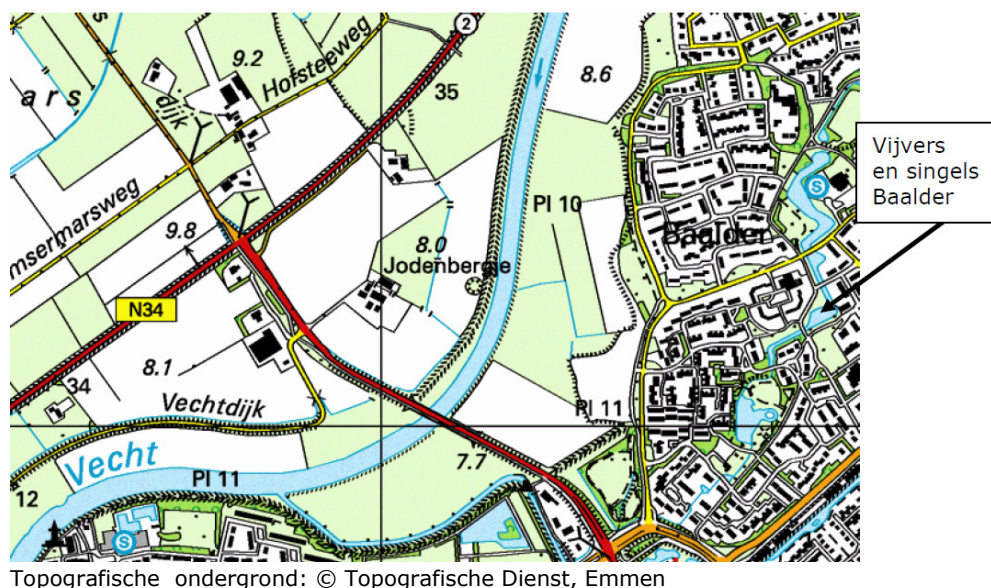 2
9.2
Hofsteeweg
ars
dijk
35
8.6
Vijvers
en singels
Baalder
S
msermarsweg
Pl 10
9.8
8.0
Baalder
Jodenbergje
N34
8.1
34
Vechtdijk
Pl 11
Vecht
7.7
Pl 11
12
S
Topografische ondergrond: © Topografische Dienst, Emmen